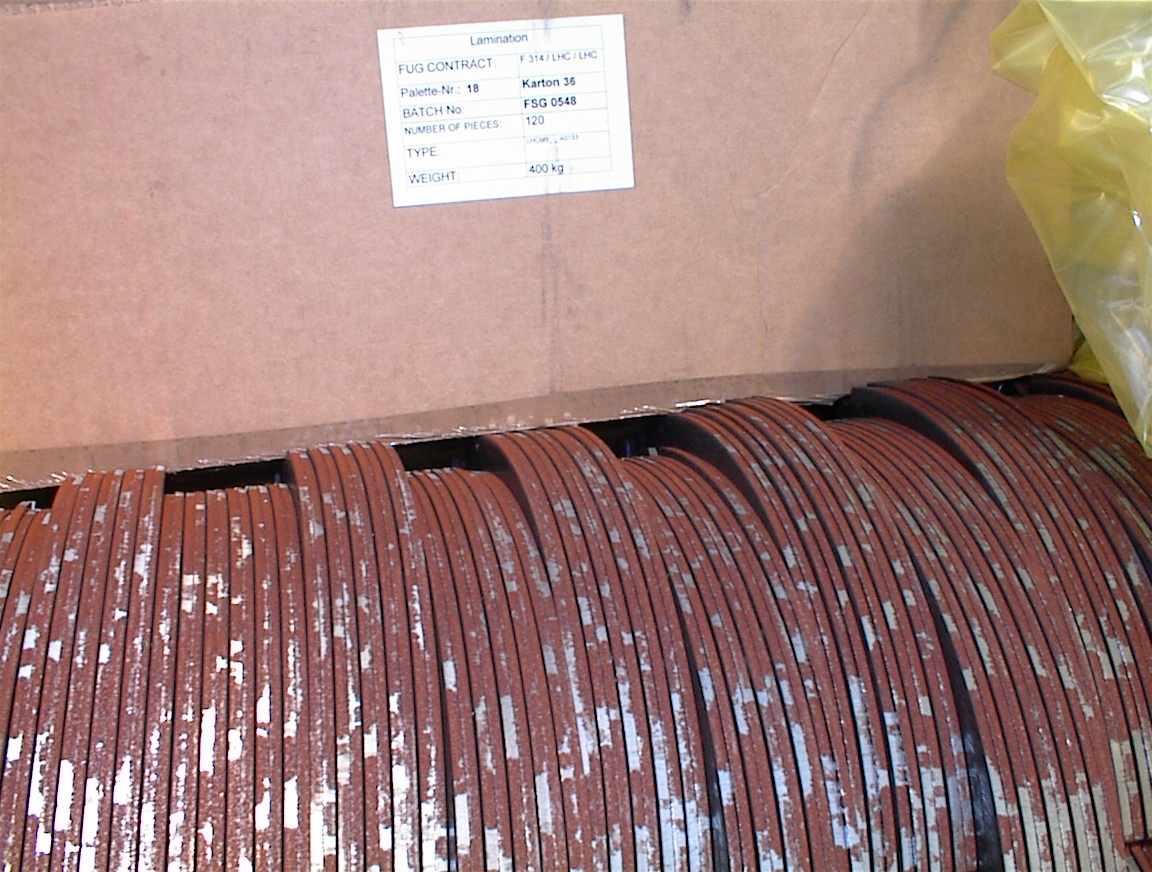 Lamination
FUG CONTRACT: F 314 / LHC / LHC
Palette-Nr.: 18 Karton 36
BATCH No: FSG 0548
NUMBER OF PIECES: 120
TYPE:
WEIGHT: 400 kg